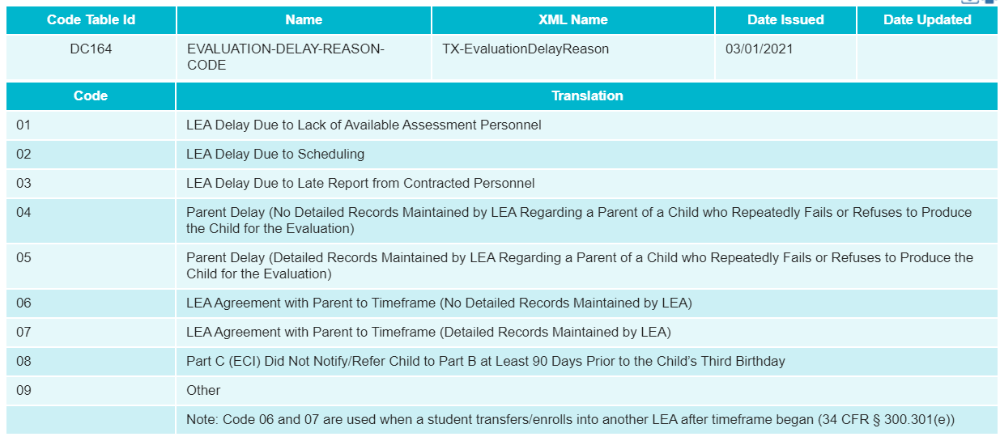 Code Table Id Name XML Name Date Issued Date Updated
DC164 EVALUATION-DELAY-REASON- TX-EvaluationDelayReason 03/01/2021
CODE
Code Translation
01 LEA Delay Due to Lack of Available Assessment Personnel
02 LEA Delay Due to Scheduling
03 LEA Delay Due to Late Report from Contracted Personnel
04 Parent Delay (No Detailed Records Maintained by LEA Regarding a Parent of a Child who Repeatedly Fails or Refuses to Produce
the Child for the Evaluation)
05 Parent Delay (Detailed Records Maintained by LEA Regarding a Parent of a Child who Repeatedly Fails or Refuses to Produce the
Child for the Evaluation)
06 LEA Agreement with Parent to Timeframe (No Detailed Records Maintained by LEA)
07 LEA Agreement with Parent to Timeframe (Detailed Records Maintained by LEA)
08 Part C (ECI) Did Not Notify/Refer Child to Part B at Least 90 Days Prior to the Child’s Third Birthday
09 Other
Note: Code 06 and 07 are used when a student transfers/enrolls into another LEA after timeframe began (34 CFR § 300.301(e))